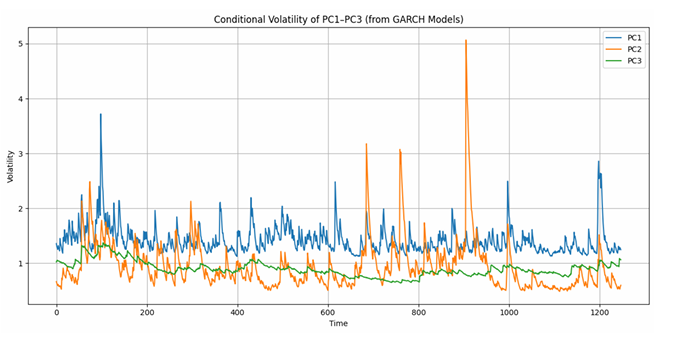 Conditional Volatility of PC1–PC3 (from GARCH Models)
PC1
PC2
PC3
5
4
3
2
1
Volatility
0 200 400 600 800 1000 1200
Time